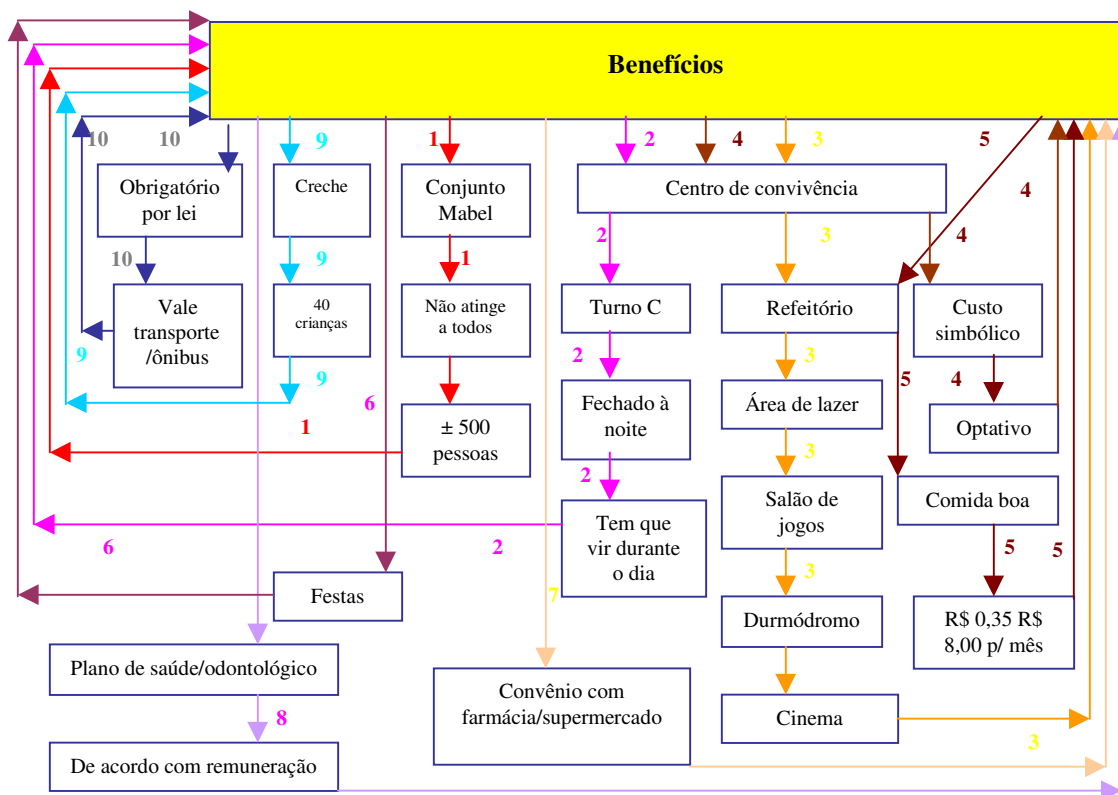 Benefícios
10
10
9
1
2
4
3
5
Obrigatório
por lei
Creche
Conjunto
Mabel
Centro de convivência
4
10
9
1
2
3
4
Vale
transporte
/ônibus
40
crianças
Não atinge
a todos
Turno C
Refeitório
Custo
simbólico
9
9
6
2
3
5
4
1
± 500
pessoas
Fechado à
noite
Área de lazer
Optativo
2
3
6
2
Tem que
vir durante
o dia
Salão de
jogos
Comida boa
3
5
5
Festas
7
Durmódromo
R$ 0,35 R$
8,00 p/ mês
Plano de saúde/odontológico
Convênio com
farmácia/supermercado
8
Cinema
3
De acordo com remuneração